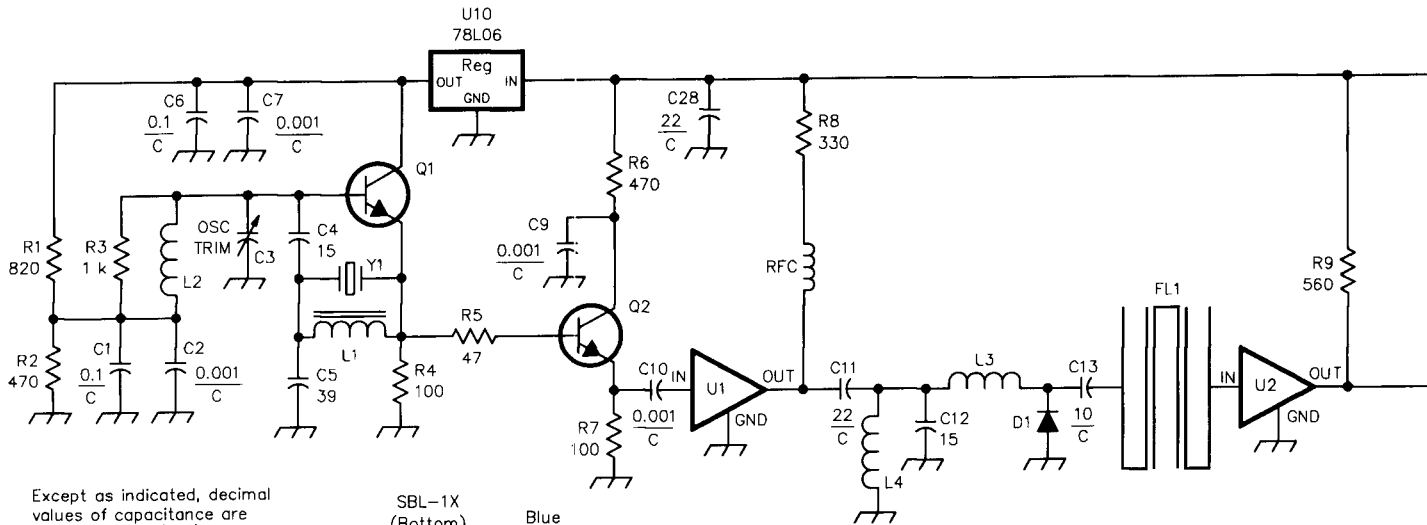 U10
78L06
Reg
OUT
IN
GND
C6
0.1
C
C7
0.001
C
C28
22
C
R8
330
R6
470
Q1
R1
820
R3
1 k
L2
OSC
TRIM
C3
C4
15
Y1
C9
0.001
C
RFC
R9
560
FL1
Q2
R5
47
L1
R2
470
C1
0.1
C
C2
0.001
C
C5
39
R4
100
C10
0.001
C
IN
U1
OUT
GND
R7
100
C11
22
C
L4
C12
15
L3
D1
C13
10
C
IN
U2
OUT
GND
Except as indicated, decimal
values of capacitance are
SBL-1X
(Bottom)
Blue